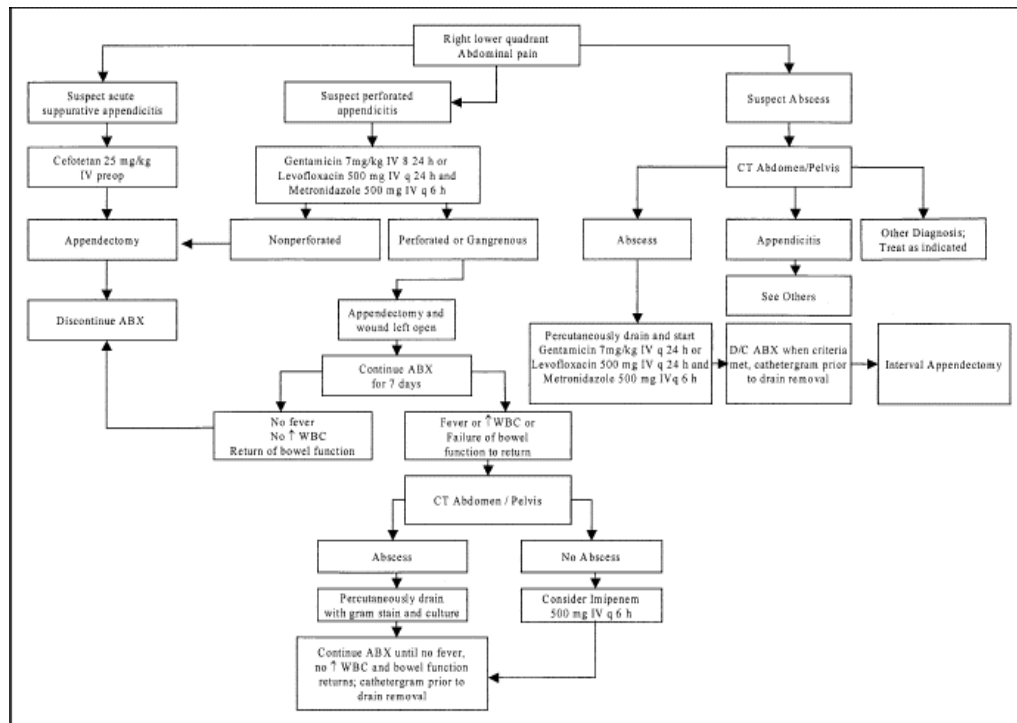 Right lower quadrant
Abdominal pain
Suspect acute
suppurative appendicitis
Suspect perforated
appendicitis
Suspect Abscess
Cefotetan 25 mg/kg
IV preop
Gentamicin 7mg/kg IV 8 24 h or
Levofloxacin 500 mg IV q 24 h and
Metronidazole 500 mg IV q 6 h
CT Abdomen/Pelvis
Appendectomy
Nonperforated
Perforated or Gangrenous
Abscess
Appendicitis
Other Diagnosis;
Treat as indicated
See Others
Discontinue ABX
Appendectomy and
wound left open
Percutaneously drain and start
Gentamicin 7mg/kg IV q 24 h or
Levofloxacin 500 mg IV q 24 h and
Metronidazole 500 mg IVq 6 h
D/C ABX when criteria
met, cathetergram prior
to drain removal
Interval Appendectomy
Continue ABX
for 7 days
No fever
No ↑ WBC
Return of bowel function
Fever or ↑ WBC or
Failure of bowel
function to return
CT Abdomen / Pelvis
Abscess
No Abscess
Percutaneously drain
with gram stain and culture
Consider Imipenem
500 mg IV q 6 h
Continue ABX until no fever,
no ↑ WBC and bowel function
returns; cathetergram prior to
drain removal